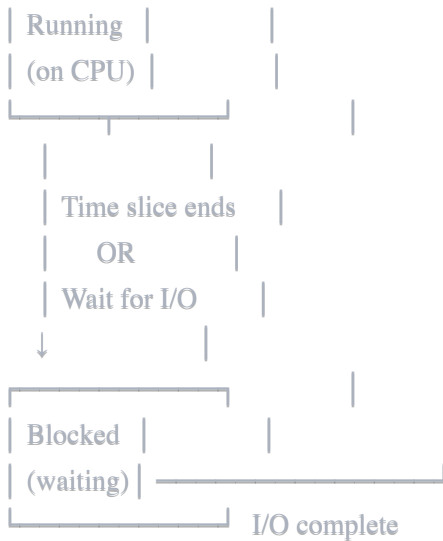 Running
(on CPU)
Time slice ends
OR
Wait for I/O
↓
Blocked
(waiting)
I/O complete